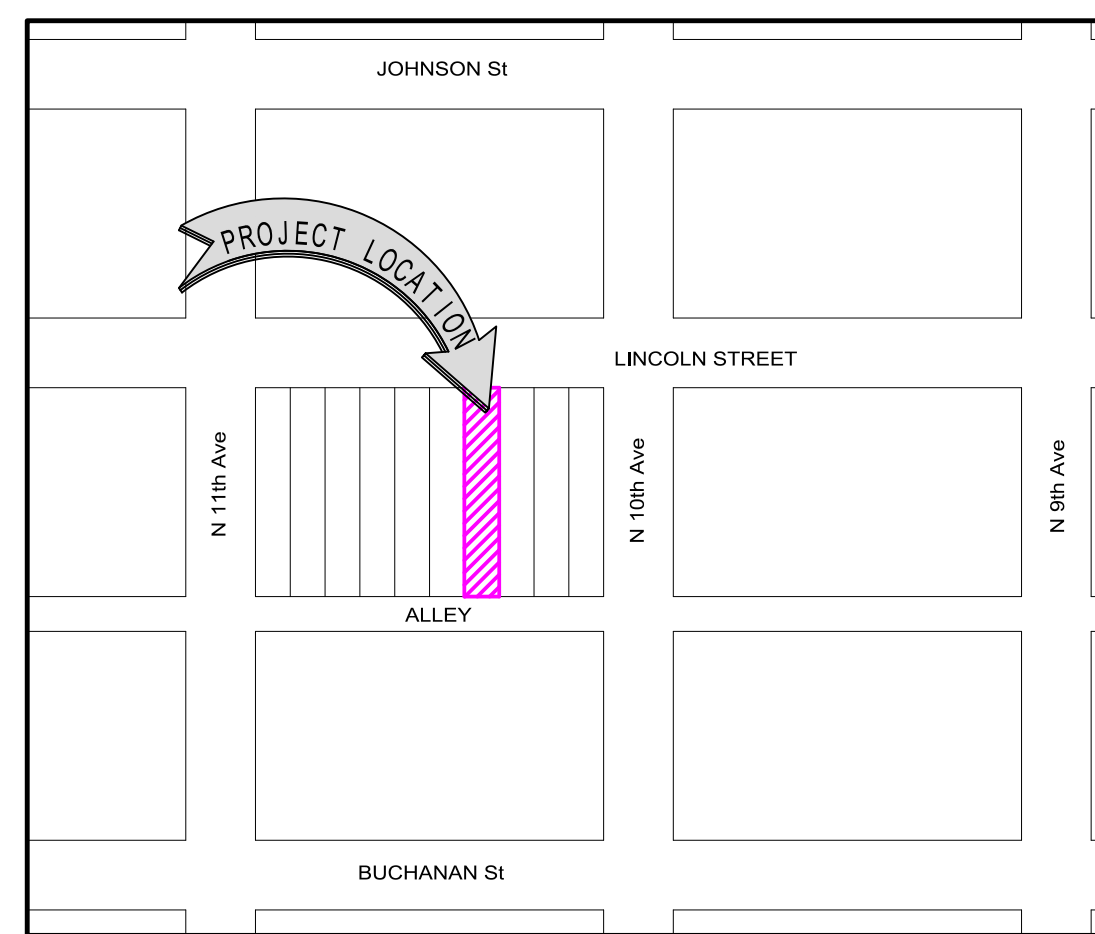 JOHNSON St
PROJECT LOCATION
LINCOLN STREET
N 11th Ave
N 10th Ave
N 9th Ave
ALLEY
BUCHANAN St